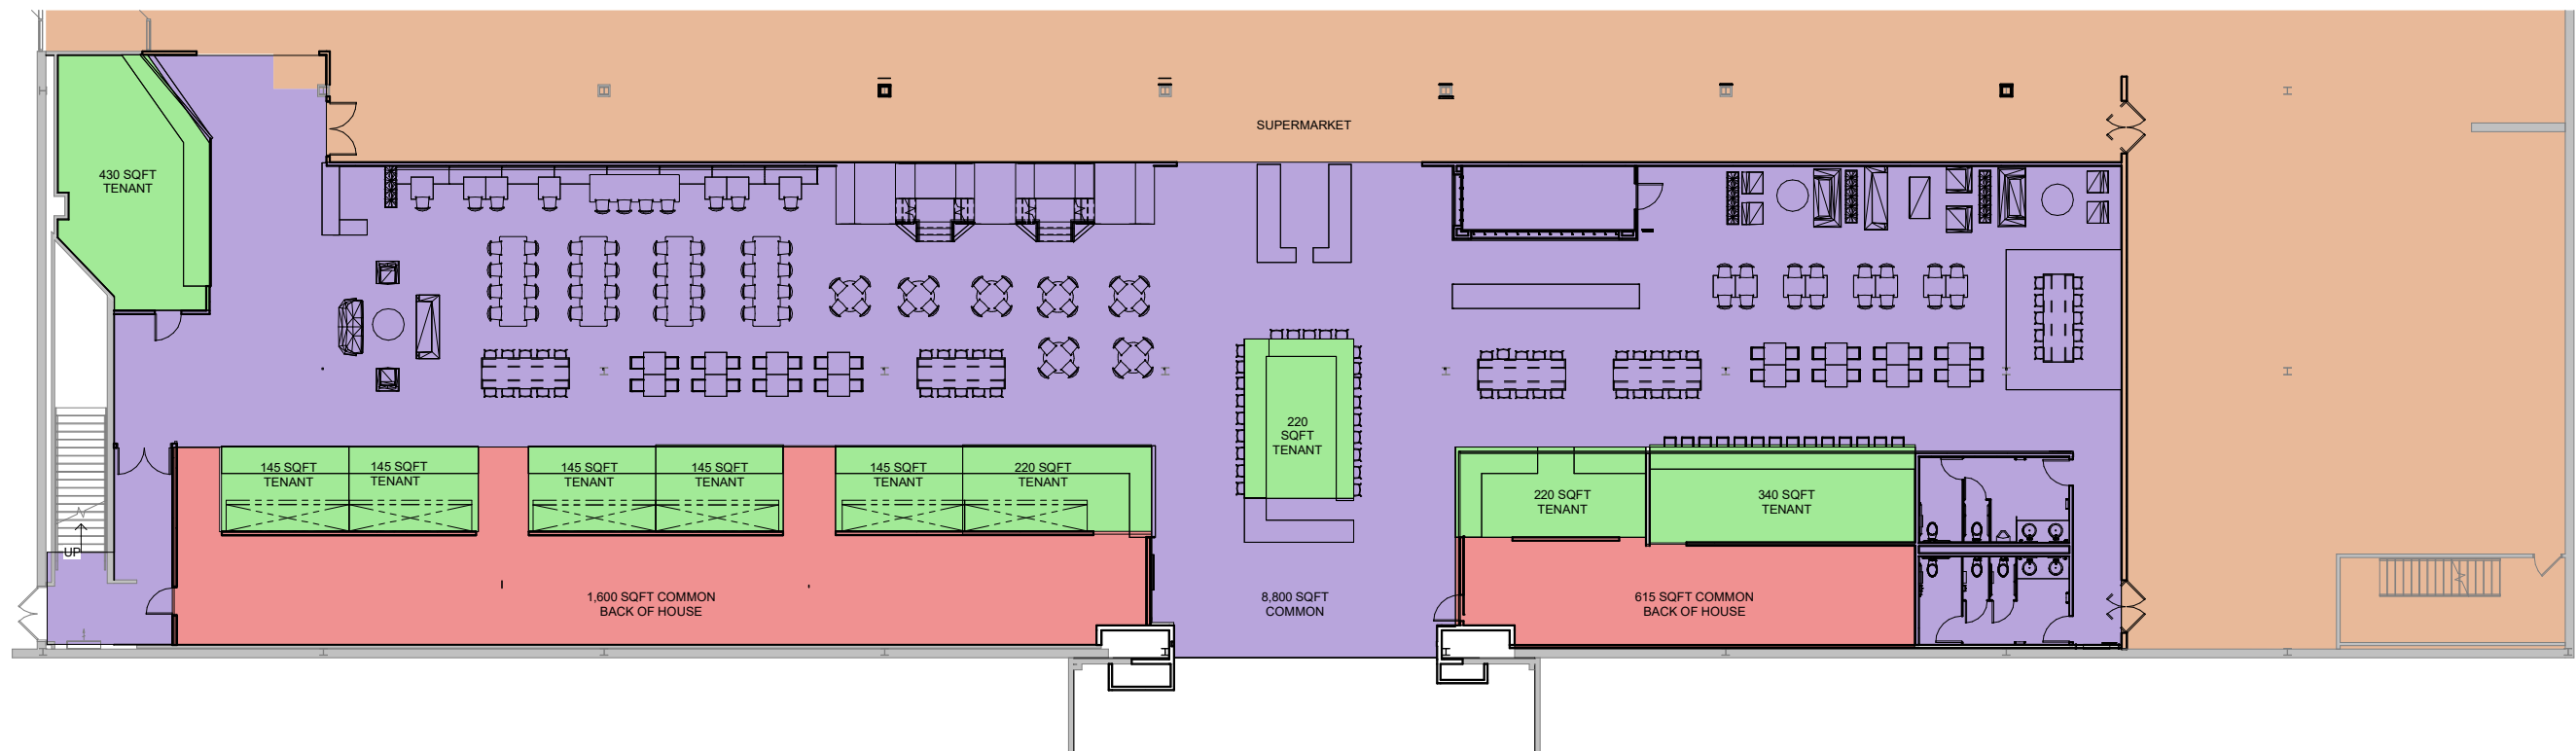 SUPERMARKET
430 SQFT
TENANT
220
SQFT
TENANT
145 SQFT
TENANT
145 SQFT
TENANT
145 SQFT
TENANT
145 SQFT
TENANT
145 SQFT
TENANT
220 SQFT
TENANT
220 SQFT
TENANT
340 SQFT
TENANT
UP
1,600 SQFT COMMON
BACK OF HOUSE
8,800 SQFT
COMMON
615 SQFT COMMON
BACK OF HOUSE